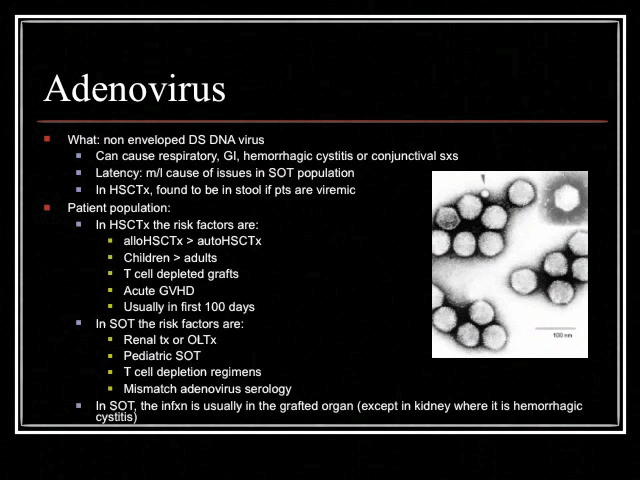 Adenovirus
What: non enveloped DS DNA virus
Can cause respiratory, GI, hemorrhagic cystitis or conjunctival sxs
Latency: m/l cause of issues in SOT population
In HSCTx, found to be in stool if pts are viremic
Patient population:
In HSCTx the risk factors are:
alloHSCTx > autoHSCTx
Children > adults
T cell depleted grafts
Acute GVHD
Usually in first 100 days
In SOT the risk factors are:
Renal tx or OLTx
Pediatric SOT
T cell depletion regimens
Mismatch adenovirus serology
In SOT, the infxn is usually in the grafted organ (except in kidney where it is hemorrhagic
cystitis)
100 nm